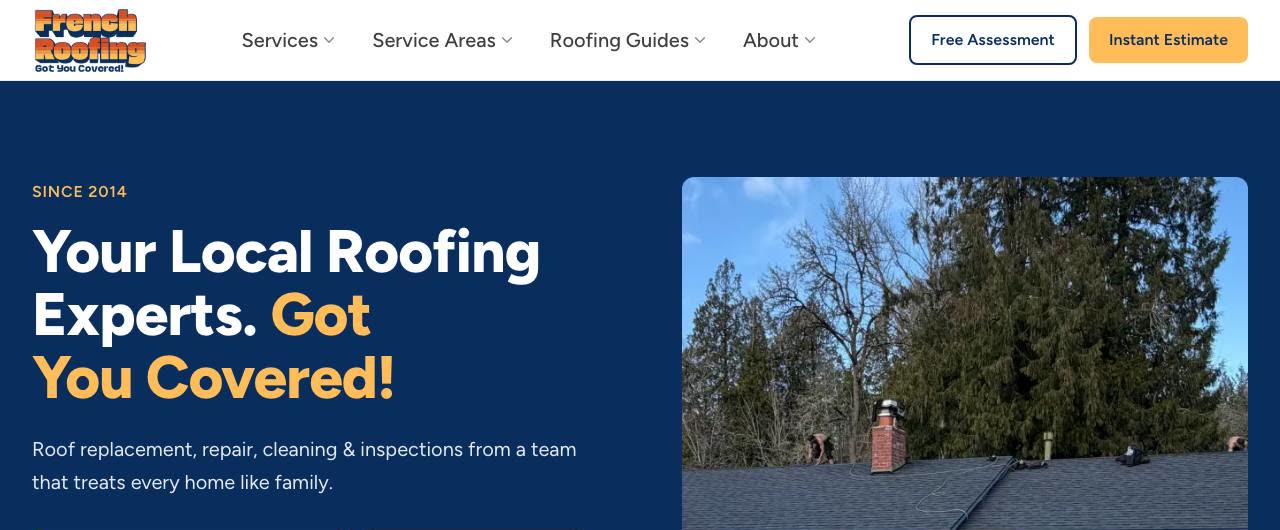 French
Roofing
Got You Covered!
Services
Service Areas
Roofing Guides
About
Free Assessment
Instant Estimate
SINCE 2014
Your Local Roofing
Experts. Got
You Covered!
Roof replacement, repair, cleaning & inspections from a team
that treats every home like family.